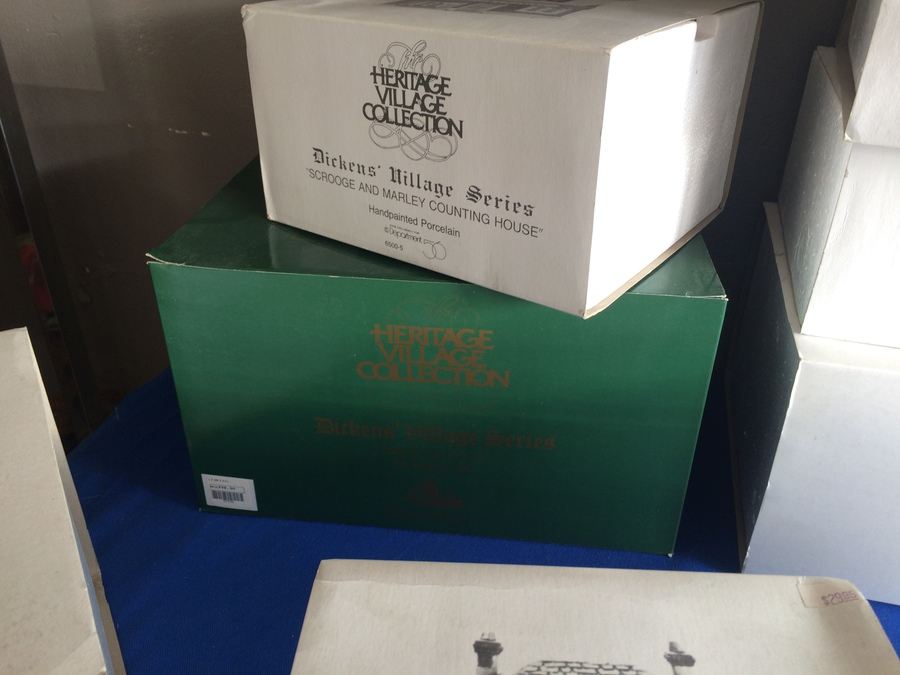 The
HERITAGE
VILLAGE
COLLECTION
Dickens' Village Series
"SCROOGE AND MARLEY COUNTING HOUSE"
Handpainted Porcelain
©Department 56
6500-5
HERITAGE
VILLAGE
COLLECTION
Dickens' Village Series
$29.95